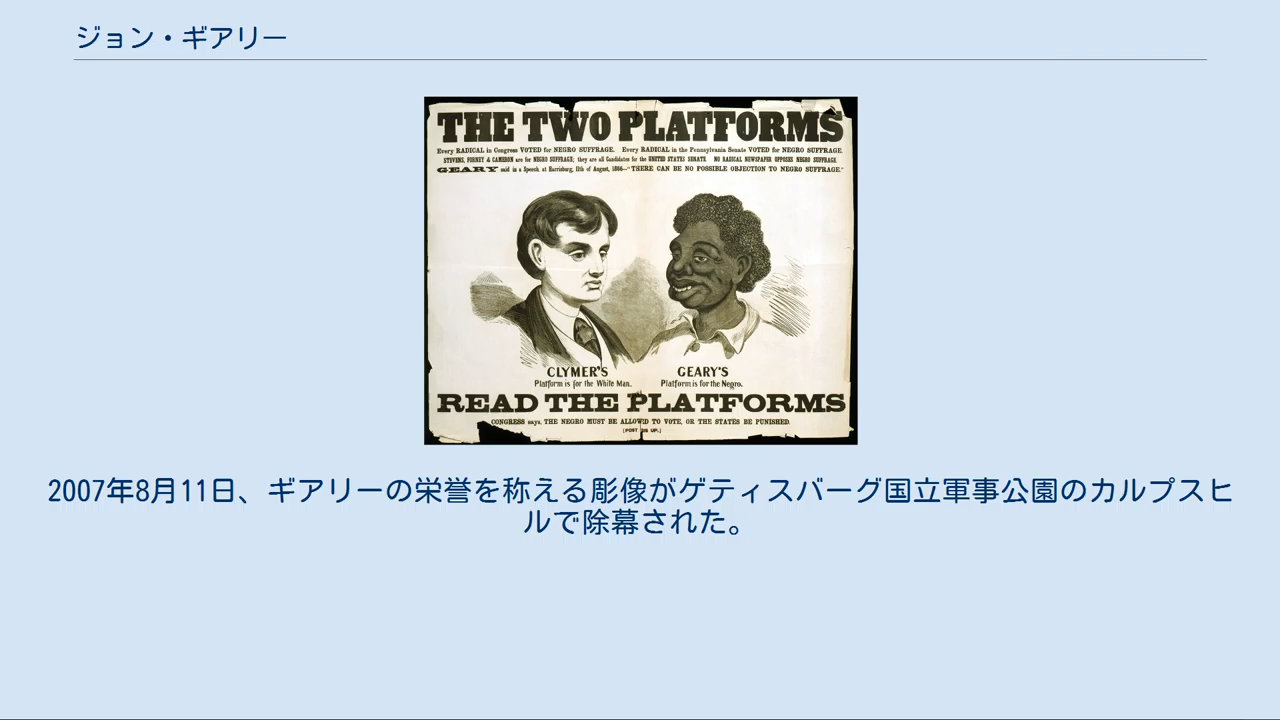 ジョン・ギアリー
THE TWO PLATFORMS
Every RADICAL in Congress VOTED for NEGRO SUFFRAGE. Every RADICAL in the Pennsylvania Senate VOTED for NEGRO SUFFRAGE.
STEVENS, FORNEY & CAMERON are for NEGRO SUFFRAGE; they are all Candidates for the UNITED STATES SENATE. NO RADICAL NEWSPAPER OPPOSES NEGRO SUFFRAGE.
GEARY said in a Speech, at Harrisburg, 11th of August, 1866—"THERE CAN BE NO POSSIBLE OBJECTION TO NEGRO SUFFRAGE."
CLYMER'S
Platform is for the White Man.
GEARY'S
Platform is for the Negro.
READ THE PLATFORMS
CONGRESS says, THE NEGRO MUST BE ALLOWED TO VOTE, OR THE STATES BE PUNISHED.
[POST THIS UP.]
2007年8月11日、ギアリーの栄誉を称える彫像がゲティスバーグ国立軍事公園のカルプスヒ
ルで除幕された。